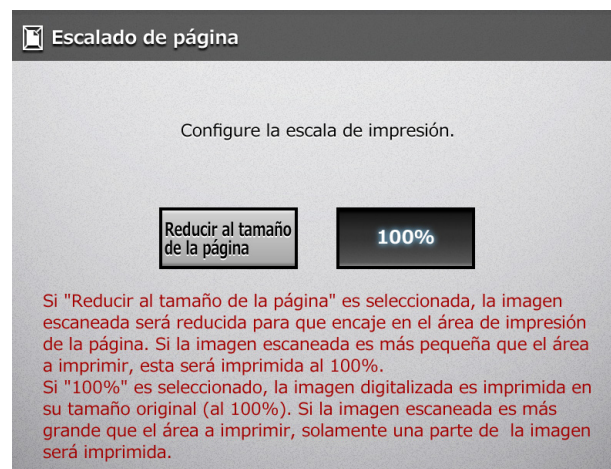 Escalado de página
Configure la escala de impresión.
Reducir al tamaño
de la página
100%
Si "Reducir al tamaño de la página" es seleccionada, la imagen
escaneada será reducida para que encaje en el área de impresión
de la página. Si la imagen escaneada es más pequeña que el área
a imprimir, esta será imprimida al 100%.
Si "100%" es seleccionado, la imagen digitalizada es imprimida en
su tamaño original (al 100%). Si la imagen escaneada es más
grande que el área a imprimir, solamente una parte de  la imagen
será imprimida.